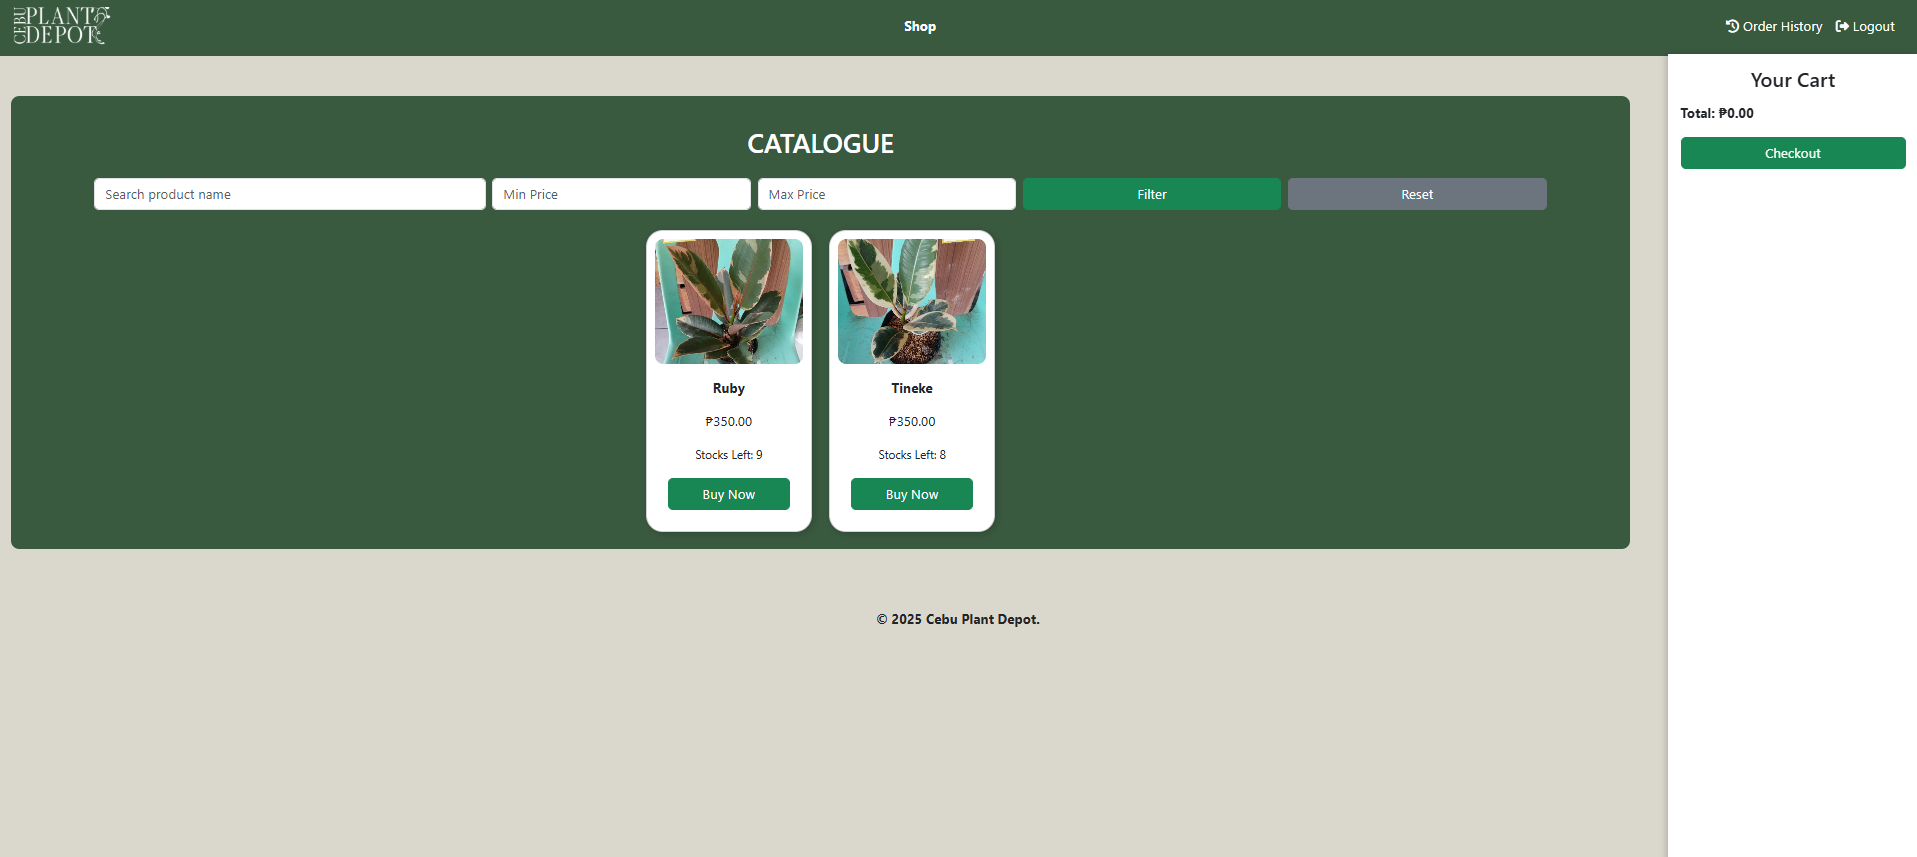 CEBU PLANT DEPOT
Shop
Order History
Logout
Your Cart
Total: ₱0.00
Checkout
CATALOGUE
Search product name
Min Price
Max Price
Filter
Reset
Ruby
₱350.00
Stocks Left: 9
Buy Now
Tineke
₱350.00
Stocks Left: 8
Buy Now
© 2025 Cebu Plant Depot.